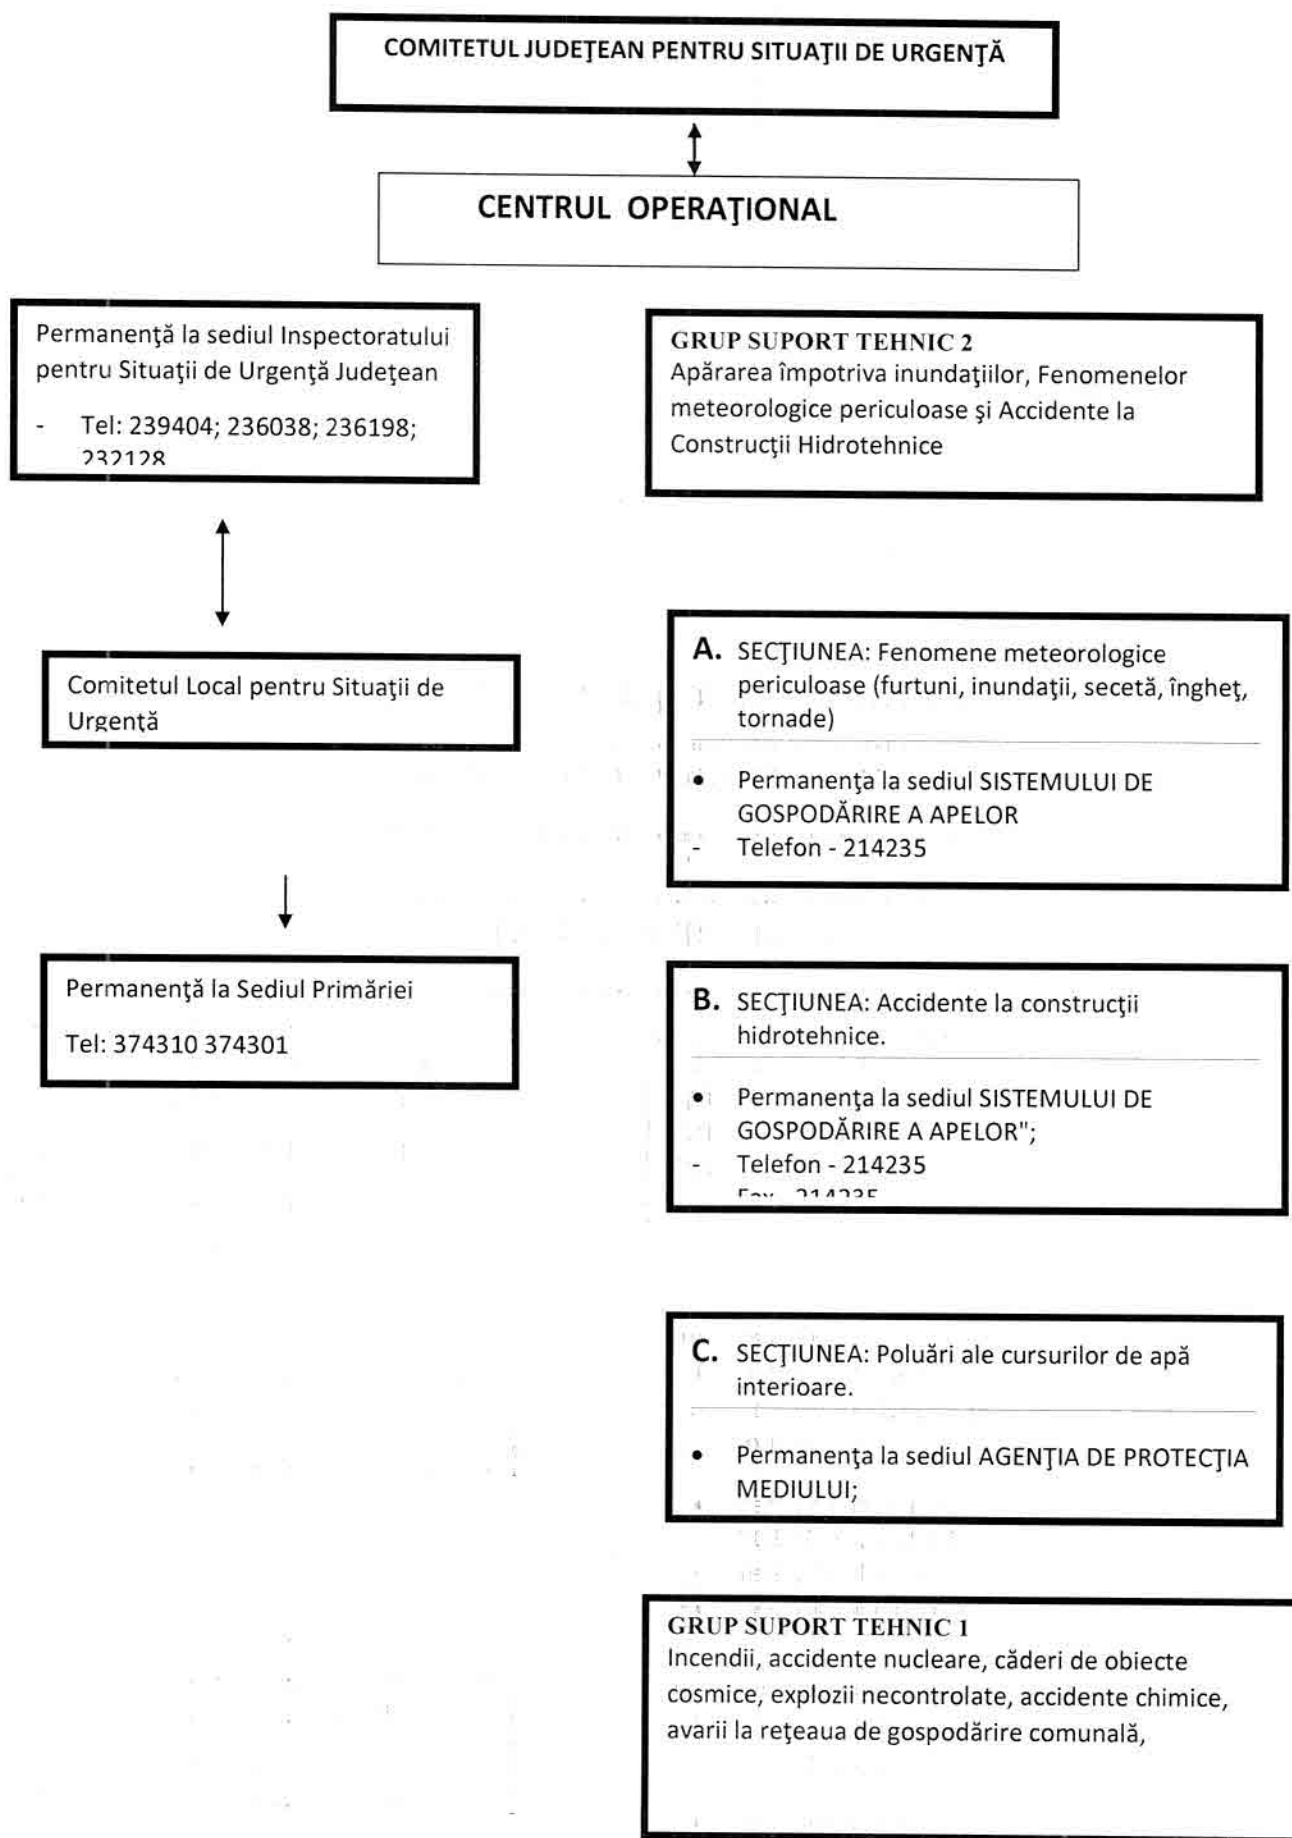 COMITETUL JUDEŢEAN PENTRU SITUAŢII DE URGENŢĂ
CENTRUL OPERAŢIONAL
Permanenţă la sediul Inspectoratului
pentru Situaţii de Urgenţă Judeţean
- Tel: 239404; 236038; 236198;
232128
GRUP SUPORT TEHNIC 2
Apărarea împotriva inundaţiilor, Fenomenelor
meteorologice periculoase şi Accidente la
Construcţii Hidrotehnice
Comitetul Local pentru Situaţii de
Urgenţă
A. SECŢIUNEA: Fenomene meteorologice
periculoase (furtuni, inundaţii, secetă, îngheţ,
tornade)
• Permanenţa la sediul SISTEMULUI DE
GOSPODĂRIRE A APELOR
- Telefon - 214235
Permanenţă la Sediul Primăriei
Tel: 374310 374301
B. SECŢIUNEA: Accidente la construcţii
hidrotehnice.
• Permanenţa la sediul SISTEMULUI DE
GOSPODĂRIRE A APELOR";
- Telefon - 214235
Fax - 214235
C. SECŢIUNEA: Poluări ale cursurilor de apă
interioare.
• Permanenţa la sediul AGENŢIA DE PROTECŢIA
MEDIULUI;
GRUP SUPORT TEHNIC 1
Incendii, accidente nucleare, căderi de obiecte
cosmice, explozii necontrolate, accidente chimice,
avarii la reţeaua de gospodărire comunală,